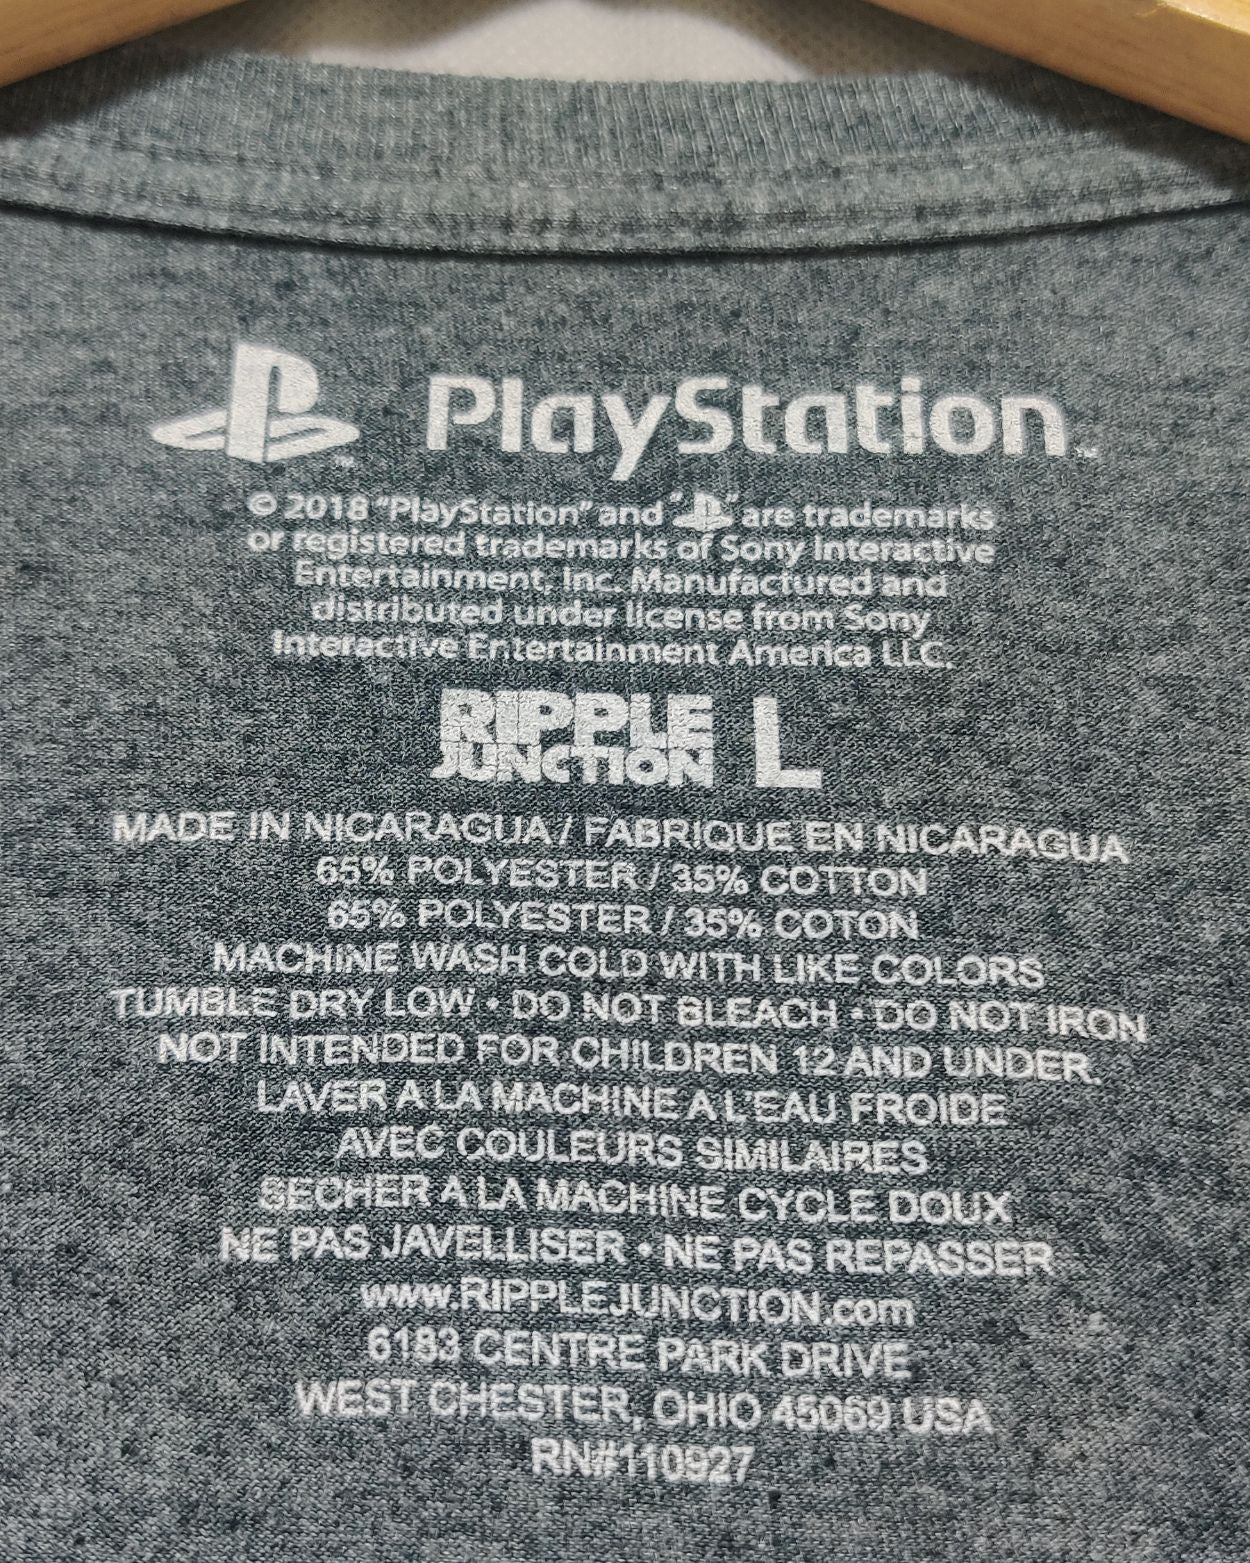 PlayStation™
© 2018 "PlayStation" and " " are trademarks
or registered trademarks of Sony Interactive
Entertainment, Inc. Manufactured and
distributed under license from Sony
Interactive Entertainment America LLC.
RIPPLE
JUNCTION L
MADE IN NICARAGUA / FABRIQUE EN NICARAGUA
65% POLYESTER / 35% COTTON
65% POLYESTER / 35% COTON
MACHINE WASH COLD WITH LIKE COLORS
TUMBLE DRY LOW • DO NOT BLEACH • DO NOT IRON
NOT INTENDED FOR CHILDREN 12 AND UNDER.
LAVER A LA MACHINE A L'EAU FROIDE
AVEC COULEURS SIMILAIRES
SECHER A LA MACHINE CYCLE DOUX
NE PAS JAVELLISER • NE PAS REPASSER
www.RIPPLEJUNCTION.com
6183 CENTRE PARK DRIVE
WEST CHESTER, OHIO 45069 USA
RN#110927